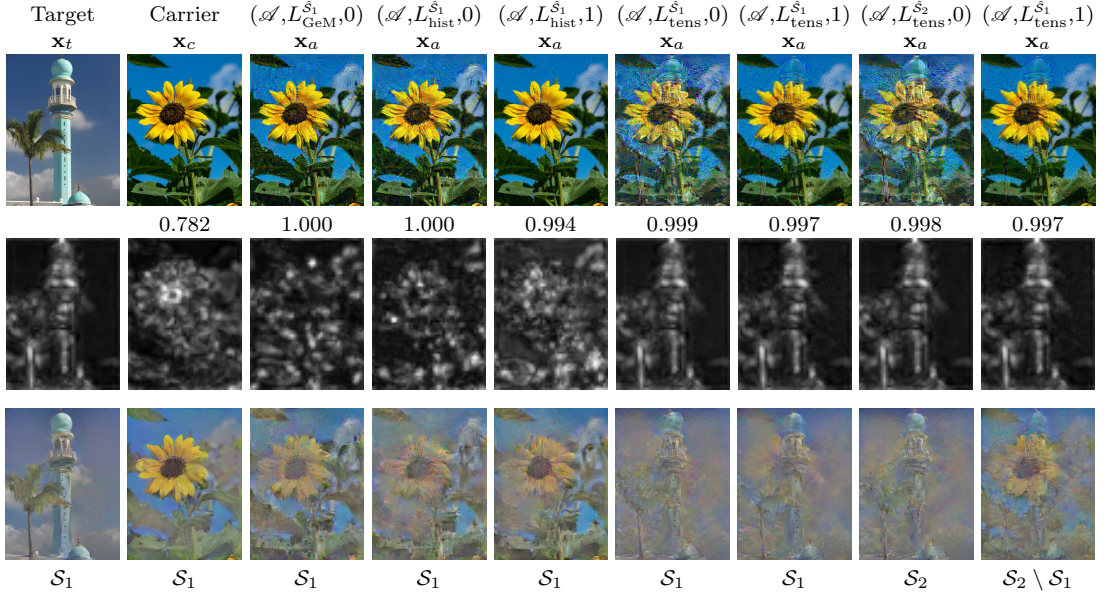 Target Carrier (𝒜,L_GeM^Ŝ₁,0) (𝒜,L_hist^Ŝ₁,0) (𝒜,L_hist^Ŝ₁,1) (𝒜,L_tens^Ŝ₁,0) (𝒜,L_tens^Ŝ₁,1) (𝒜,L_tens^Ŝ₂,0) (𝒜,L_tens^Ŝ₁,1)
x_t x_c x_a x_a x_a x_a x_a x_a x_a
0.782 1.000 1.000 0.994 0.999 0.997 0.998 0.997
S₁ S₁ S₁ S₁ S₁ S₁ S₁ S₂ S₂ \ S₁